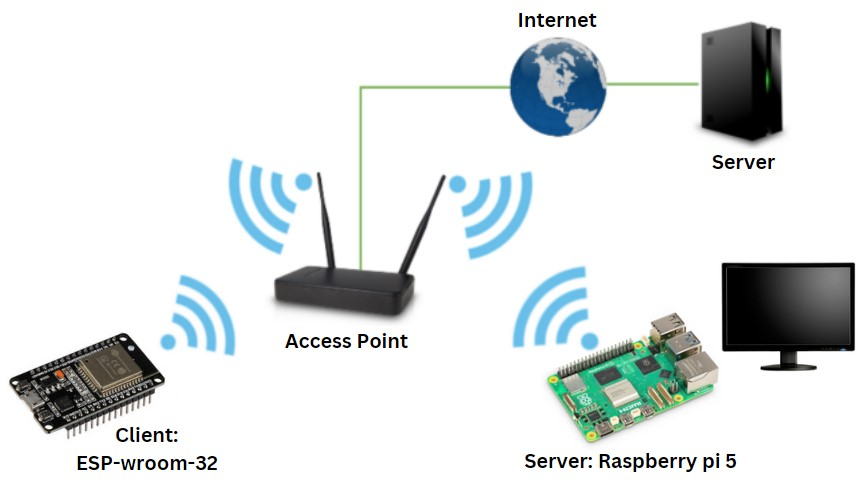 Internet
Server
Access Point
Client:
ESP-wroom-32
Server: Raspberry pi 5